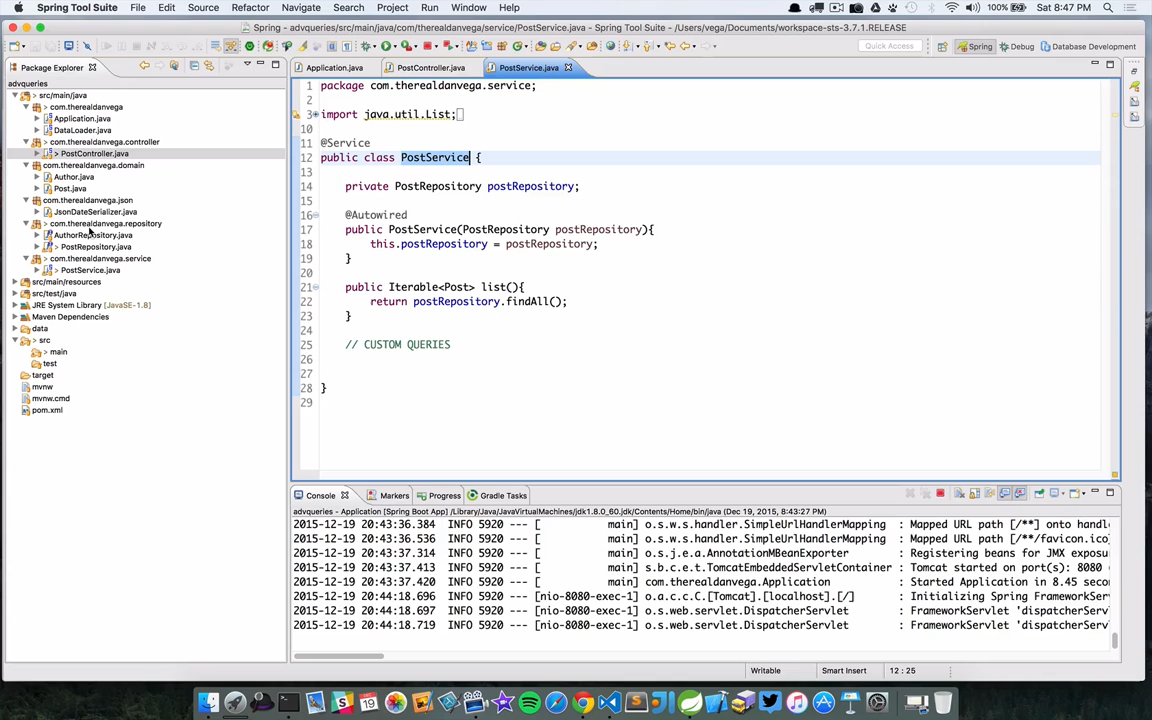 Spring Tool Suite File Edit Source Refactor Navigate Search Project Run Window Help 100% Sat 8:47 PM
Spring - advqueries/src/main/java/com/therealdanvega/service/PostService.java - Spring Tool Suite - /Users/vega/Documents/workspace-sts-3.7.1.RELEASE
Quick Access Spring Debug Database Development
Package Explorer
advqueries
src/main/java
com.therealdanvega
Application.java
DataLoader.java
com.therealdanvega.controller
PostController.java
com.therealdanvega.domain
Author.java
Post.java
com.therealdanvega.json
JsonDateSerializer.java
com.therealdanvega.repository
AuthorRepository.java
PostRepository.java
com.therealdanvega.service
PostService.java
src/main/resources
src/test/java
JRE System Library [JavaSE-1.8]
Maven Dependencies
data
src
main
test
target
mvnw
mvnw.cmd
pom.xml
Application.java PostController.java PostService.java
1 package com.therealdanvega.service;
2
3 import java.util.List;
10
11 @Service
12 public class PostService {
13
14 private PostRepository postRepository;
15
16 @Autowired
17 public PostService(PostRepository postRepository){
18 this.postRepository = postRepository;
19 }
20
21 public Iterable<Post> list(){
22 return postRepository.findAll();
23 }
24
25 // CUSTOM QUERIES
26
27
28 }
29
Console Markers Progress Gradle Tasks
advqueries - Application [Spring Boot App] /Library/Java/JavaVirtualMachines/jdk1.8.0_60.jdk/Contents/Home/bin/java (Dec 19, 2015, 8:43:27 PM)
2015-12-19 20:43:36.384 INFO 5920 --- [ main] o.s.w.s.handler.SimpleUrlHandlerMapping : Mapped URL path [/**] onto handl
2015-12-19 20:43:36.536 INFO 5920 --- [ main] o.s.w.s.handler.SimpleUrlHandlerMapping : Mapped URL path [/**/favicon.ico]
2015-12-19 20:43:37.314 INFO 5920 --- [ main] o.s.j.e.a.AnnotationMBeanExporter : Registering beans for JMX exposu
2015-12-19 20:43:37.413 INFO 5920 --- [ main] s.b.c.e.t.TomcatEmbeddedServletContainer : Tomcat started on port(s): 8080
2015-12-19 20:43:37.420 INFO 5920 --- [ main] com.therealdanvega.Application : Started Application in 8.45 seco
2015-12-19 20:44:18.696 INFO 5920 --- [nio-8080-exec-1] o.a.c.c.C.[Tomcat].[localhost].[/] : Initializing Spring FrameworkSer
2015-12-19 20:44:18.697 INFO 5920 --- [nio-8080-exec-1] o.s.web.servlet.DispatcherServlet : FrameworkServlet 'dispatcherServ
2015-12-19 20:44:18.719 INFO 5920 --- [nio-8080-exec-1] o.s.web.servlet.DispatcherServlet : FrameworkServlet 'dispatcherServ
Writable Smart Insert 12 : 25